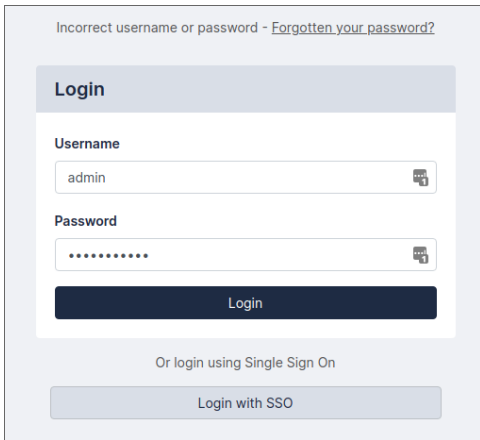 Incorrect username or password - Forgotten your password?
Login
Username
admin
Password
•••••••••••
Login
Or login using Single Sign On
Login with SSO